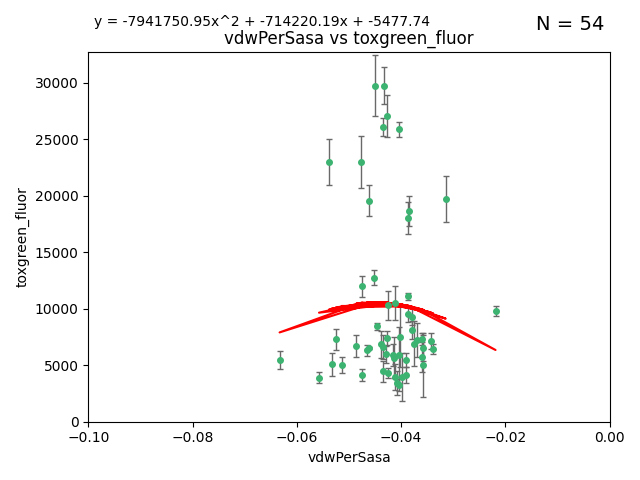 y = -7941750.95x^2 + -714220.19x + -5477.74
N = 54
vdwPerSasa vs toxgreen_fluor
30000
25000
20000
15000
10000
5000
0
toxgreen_fluor
−0.10
−0.08
−0.06
−0.04
−0.02
0.00
vdwPerSasa